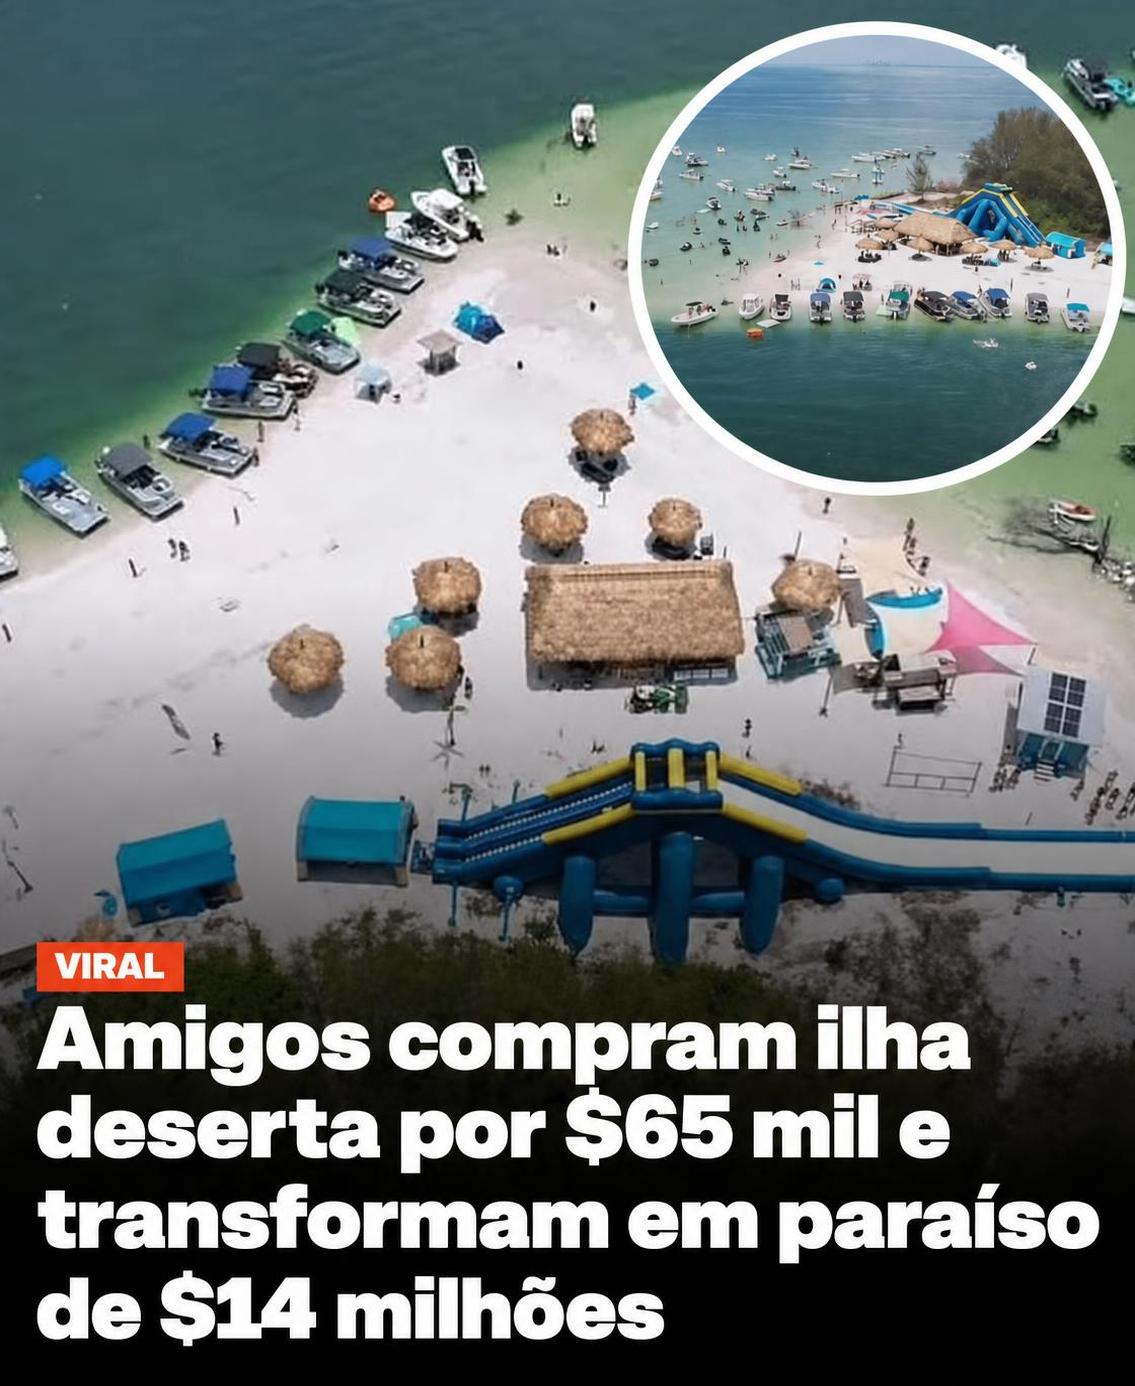 VIRAL
Amigos compram ilha
deserta por $65 mil e
transformam em paraíso
de $14 milhões